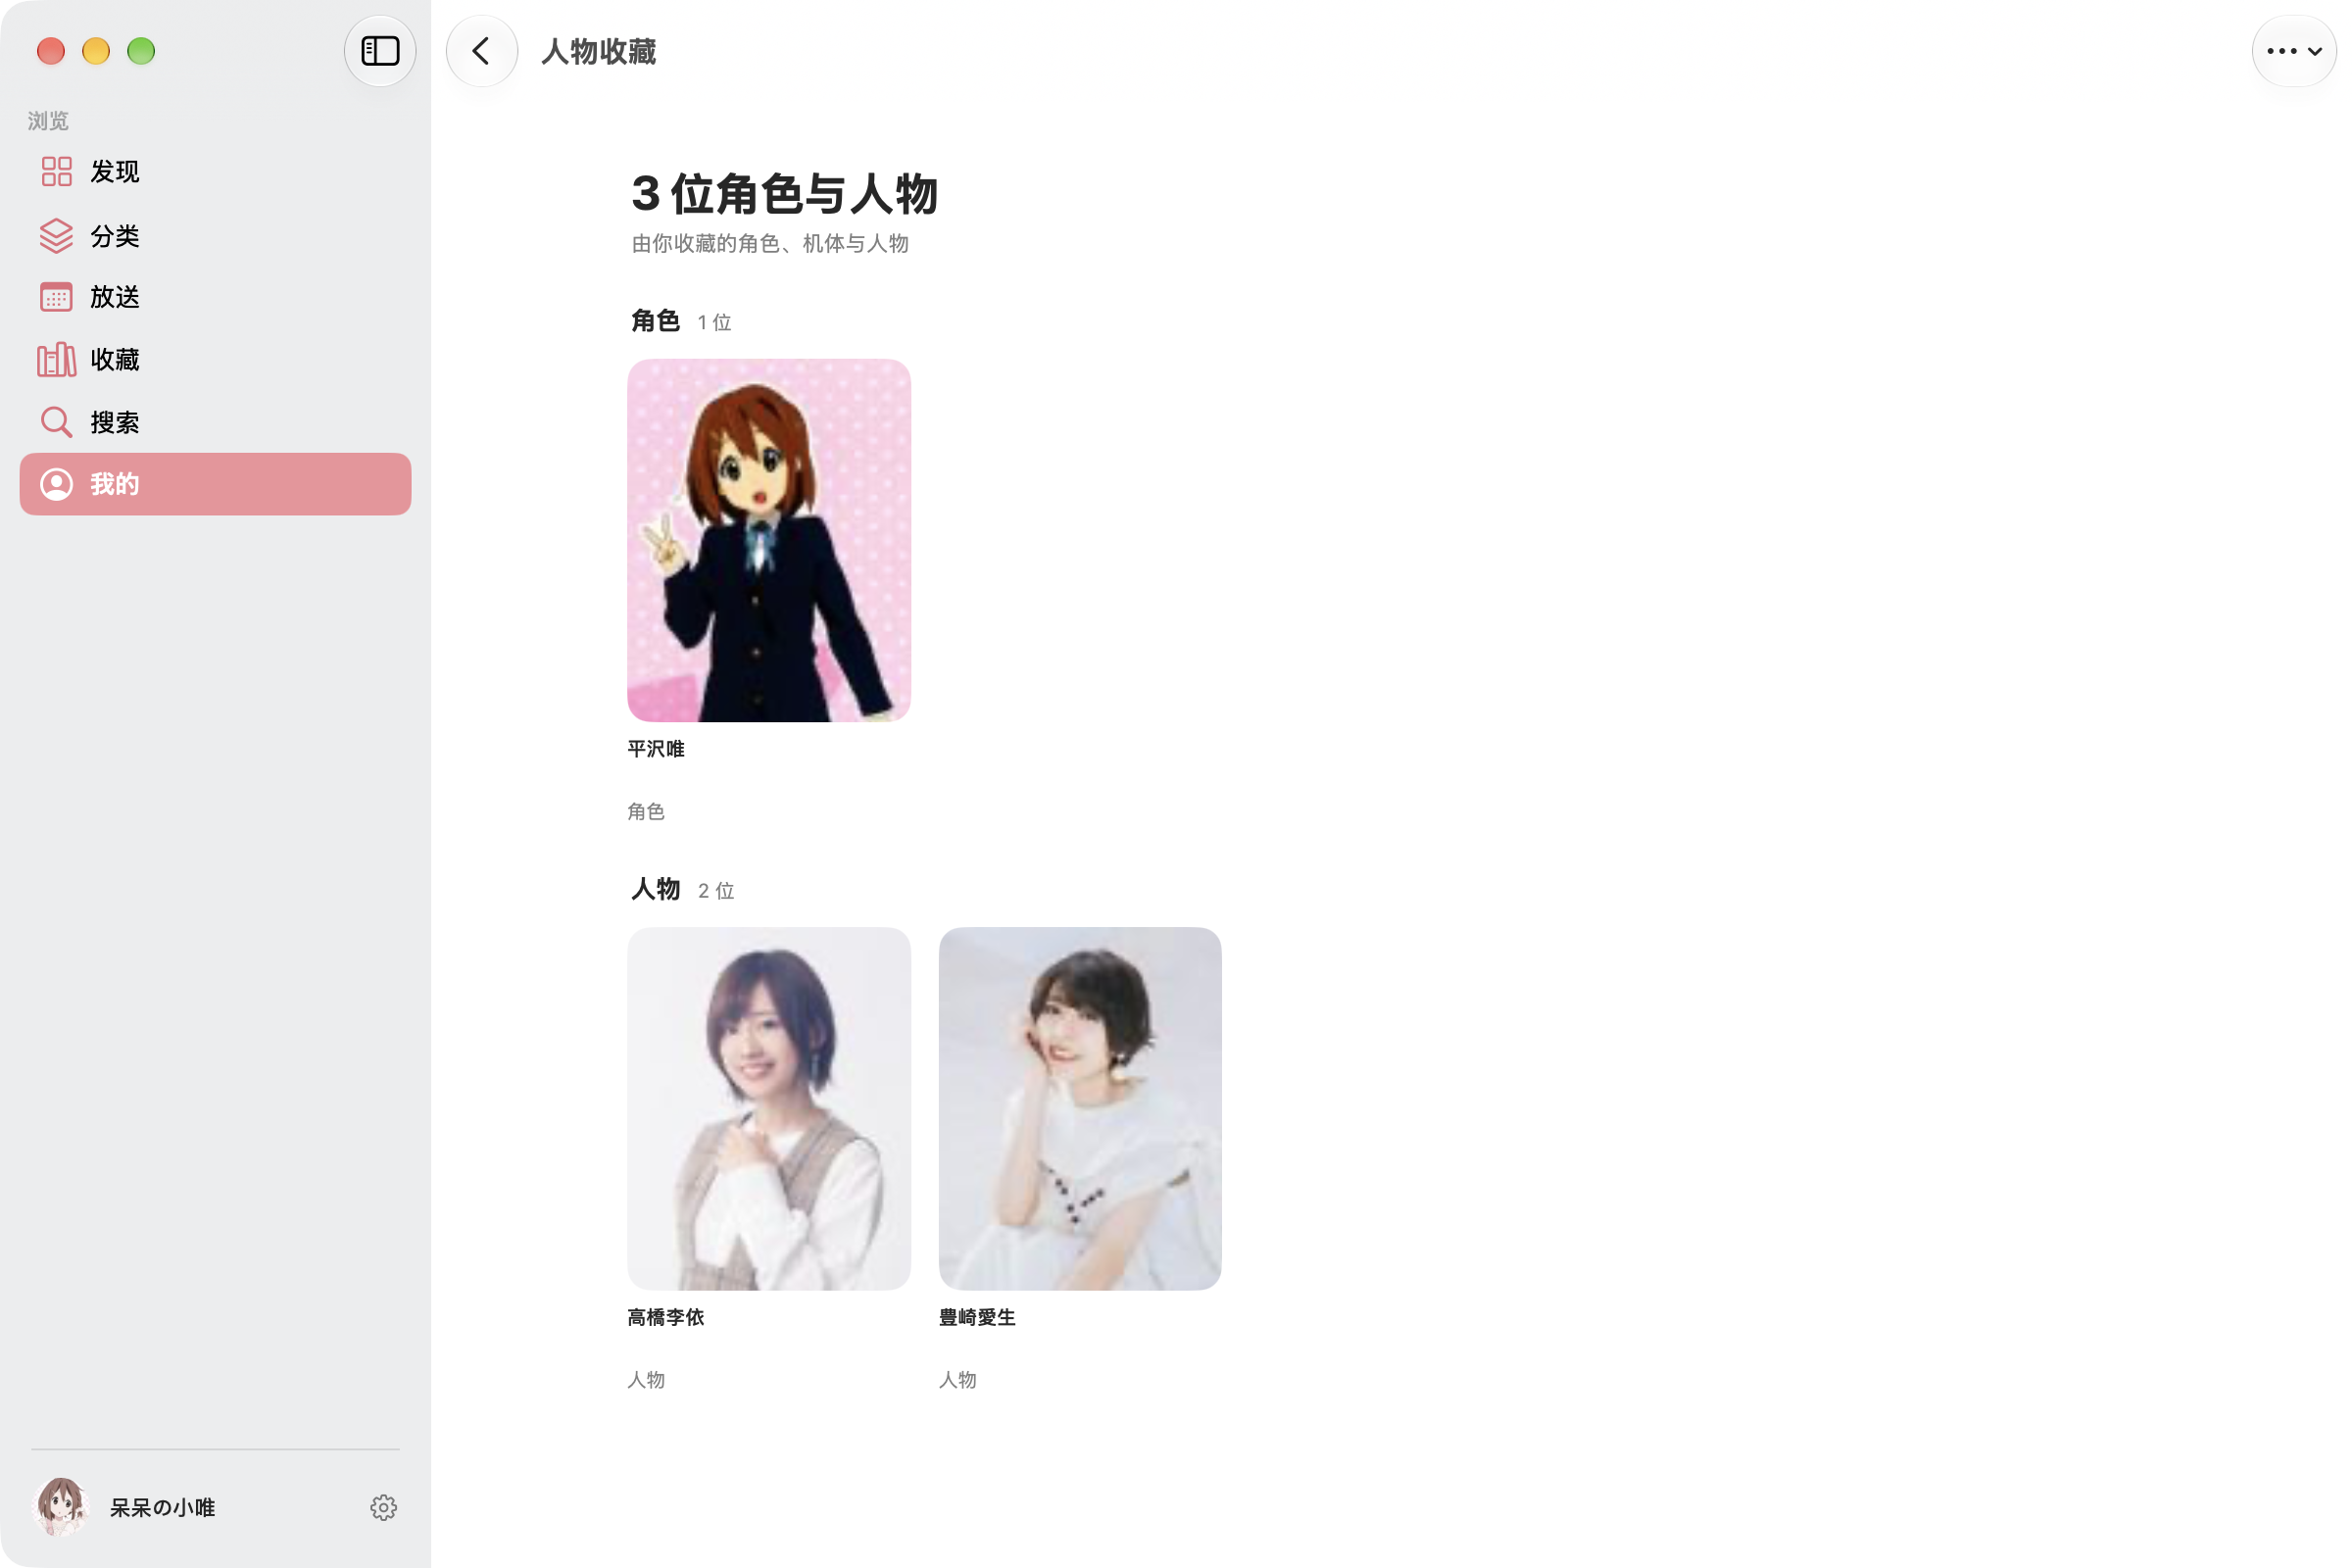 人物收藏
浏览
发现
分类
放送
收藏
搜索
我的
3 位角色与人物
由你收藏的角色、机体与人物
角色 1 位
平沢唯
角色
人物 2 位
高橋李依
豊崎愛生
人物
人物
呆呆の小唯